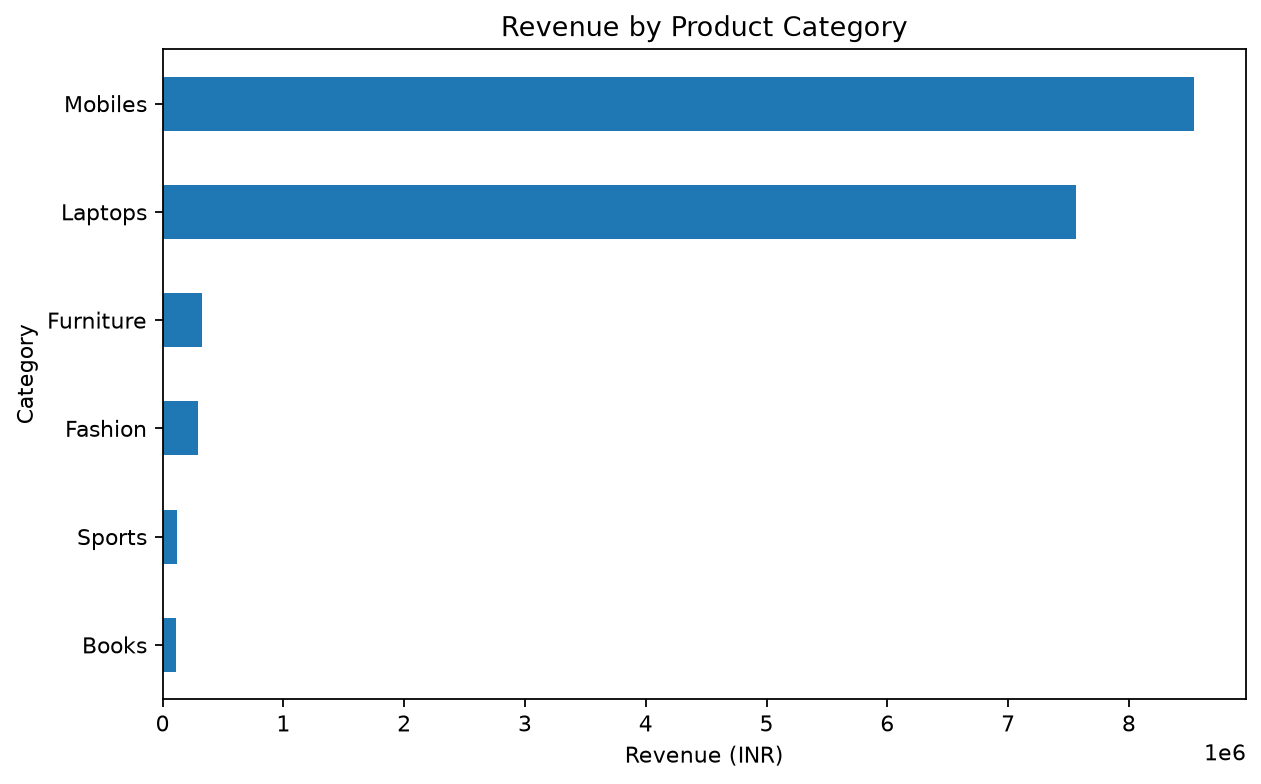 Revenue by Product Category
Mobiles
Laptops
Furniture
Fashion
Sports
Books
Category
0 1 2 3 4 5 6 7 8
1e6
Revenue (INR)